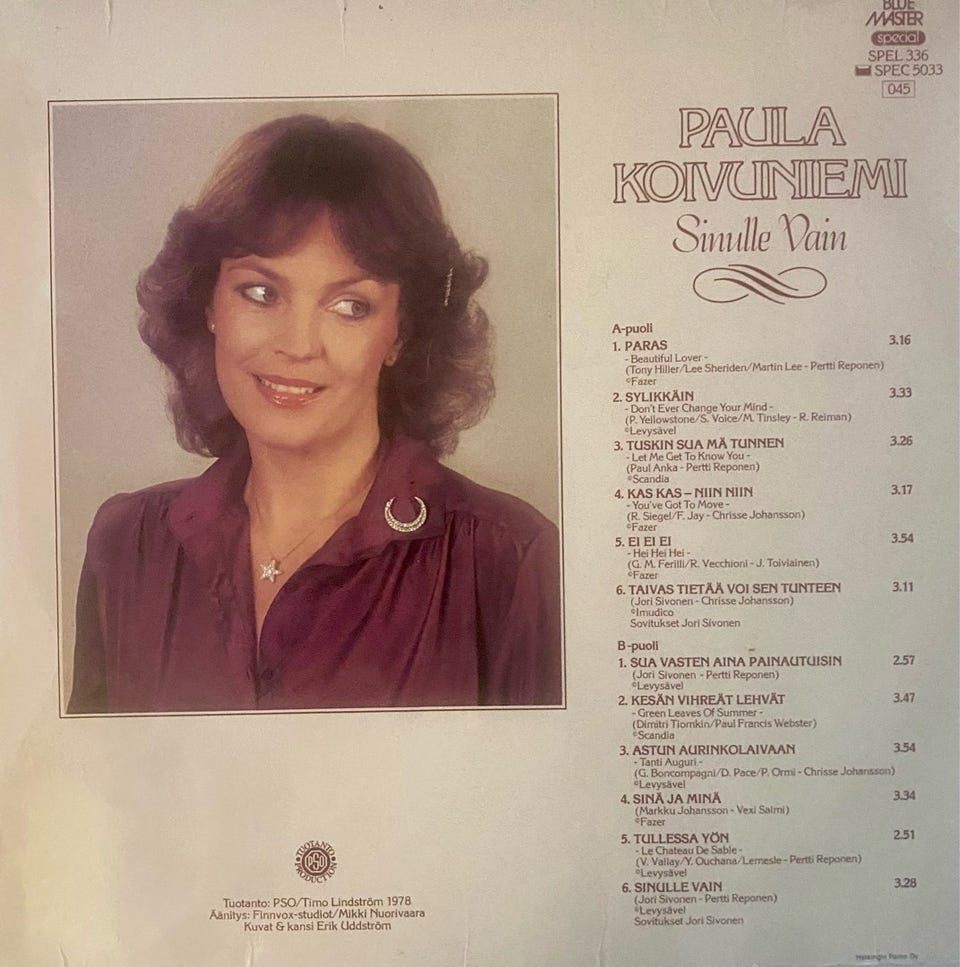 BLUE
MASTER
special
SPEL 336
SPEC 5033
045
PAULA
KOIVUNIEMI
Sinulle Vain
A-puoli
1. PARAS 3.16
- Beautiful Lover -
(Tony Hiller/Lee Sheriden/Martin Lee - Pertti Reponen)
©Fazer
2. SYLIKKÄIN 3.33
- Don't Ever Change Your Mind -
(P. Yellowstone/S. Voice/M. Tinsley - R. Reiman)
©Levysävel
3. TUSKIN SUA MÄ TUNNEN 3.26
- Let Me Get To Know You -
(Paul Anka - Pertti Reponen)
©Scandia
4. KAS KAS – NIIN NIIN 3.17
- You've Got To Move -
(R. Siegel/F. Jay - Chrisse Johansson)
©Fazer
5. EI EI EI 3.54
- Hei Hei Hei -
(G. M. Ferilli/R. Vecchioni - J. Toiviainen)
©Fazer
6. TAIVAS TIETÄÄ VOI SEN TUNTEEN 3.11
(Jori Sivonen - Chrisse Johansson)
©Imudico
Sovitukset Jori Sivonen
B-puoli
1. SUA VASTEN AINA PAINAUTUISIN 2.57
(Jori Sivonen - Pertti Reponen)
©Levysävel
2. KESÄN VIHREÄT LEHVÄT 3.47
- Green Leaves Of Summer -
(Dimitri Tiomkin/Paul Francis Webster)
©Scandia
3. ASTUN AURINKOLAIVAAN 3.54
- Tanti Auguri -
(G. Boncompagni/D. Pace/P. Ormi - Chrisse Johansson)
©Levysävel
4. SINÄ JA MINÄ 3.34
(Markku Johansson - Vexi Salmi)
©Fazer
5. TULLESSA YÖN 2.51
- Le Chateau De Sable -
(V. Vallay/Y. Ouchana/Lemesle - Pertti Reponen)
©Levysävel
6. SINULLE VAIN 3.28
(Jori Sivonen - Pertti Reponen)
©Levysävel
Sovitukset Jori Sivonen
TUOTANTO
PSO
PRODUCTION
Tuotanto: PSO/Timo Lindström 1978
Äänitys: Finnvox-studiot/Mikki Nuorivaara
Kuvat & kansi Erik Uddström
Helsingin Paino Oy